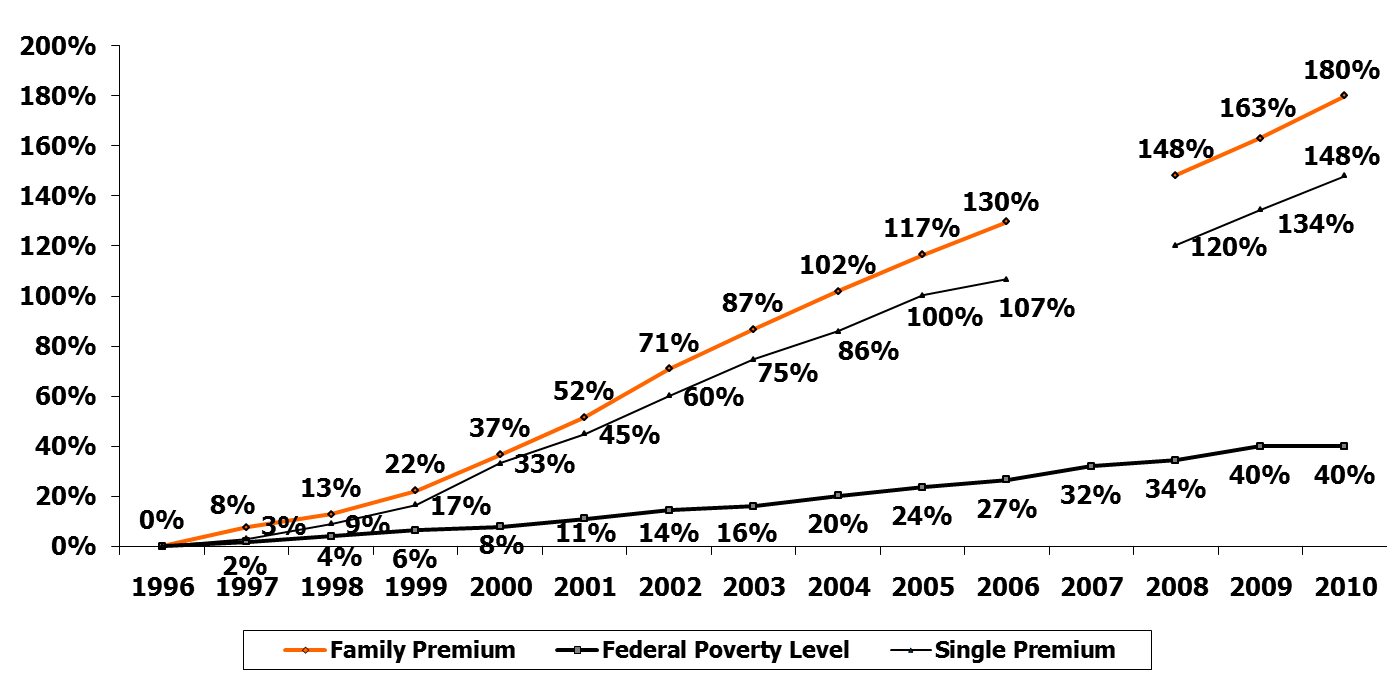 200%
180%
160%
140%
120%
100%
80%
60%
40%
20%
0%
0% 8% 13% 22% 37% 52% 71% 87% 102% 117% 130% 148% 163% 180%
3% 9% 17% 33% 45% 60% 75% 86% 100% 107% 120% 134% 148%
2% 4% 6% 8% 11% 14% 16% 20% 24% 27% 32% 34% 40% 40%
1996 1997 1998 1999 2000 2001 2002 2003 2004 2005 2006 2007 2008 2009 2010
Family Premium Federal Poverty Level Single Premium